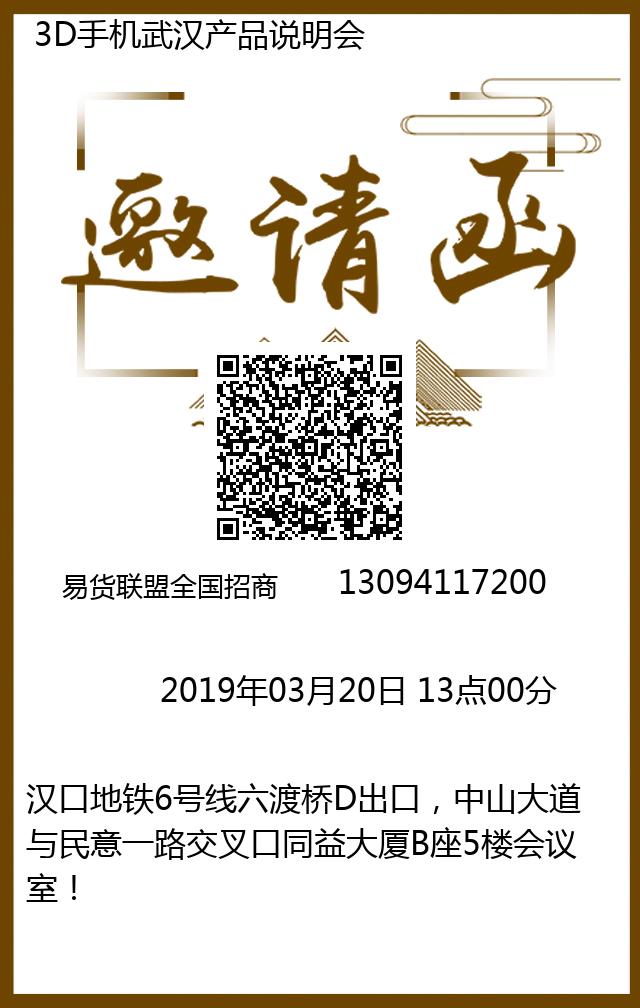 3D手机武汉产品说明会
邀请函
易货联盟全国招商 13094117200
2019年03月20日 13点00分
汉口地铁6号线六渡桥D出口，中山大道
与民意一路交叉口同益大厦B座5楼会议
室！